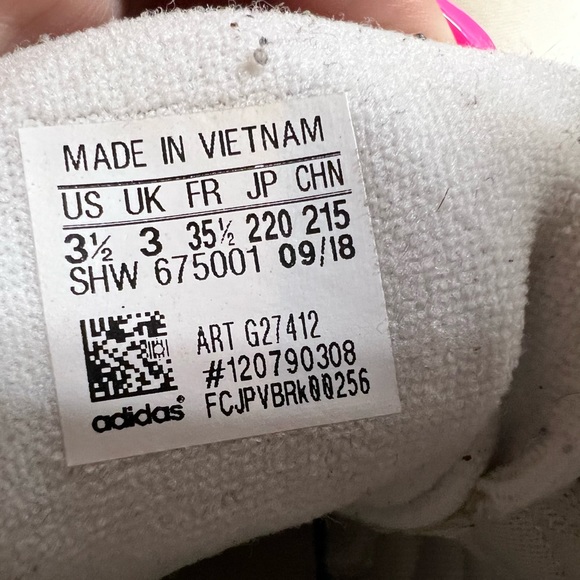 MADE IN VIETNAM
US UK FR JP CHN
3½ 3 35½ 220 215
SHW 675001 09/18
ART G27412
#120790308
adidas® FCJPVBRk00256